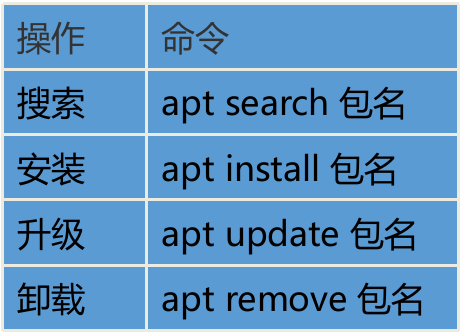 操作 命令
搜索 apt search 包名
安装 apt install 包名
升级 apt update 包名
卸载 apt remove 包名